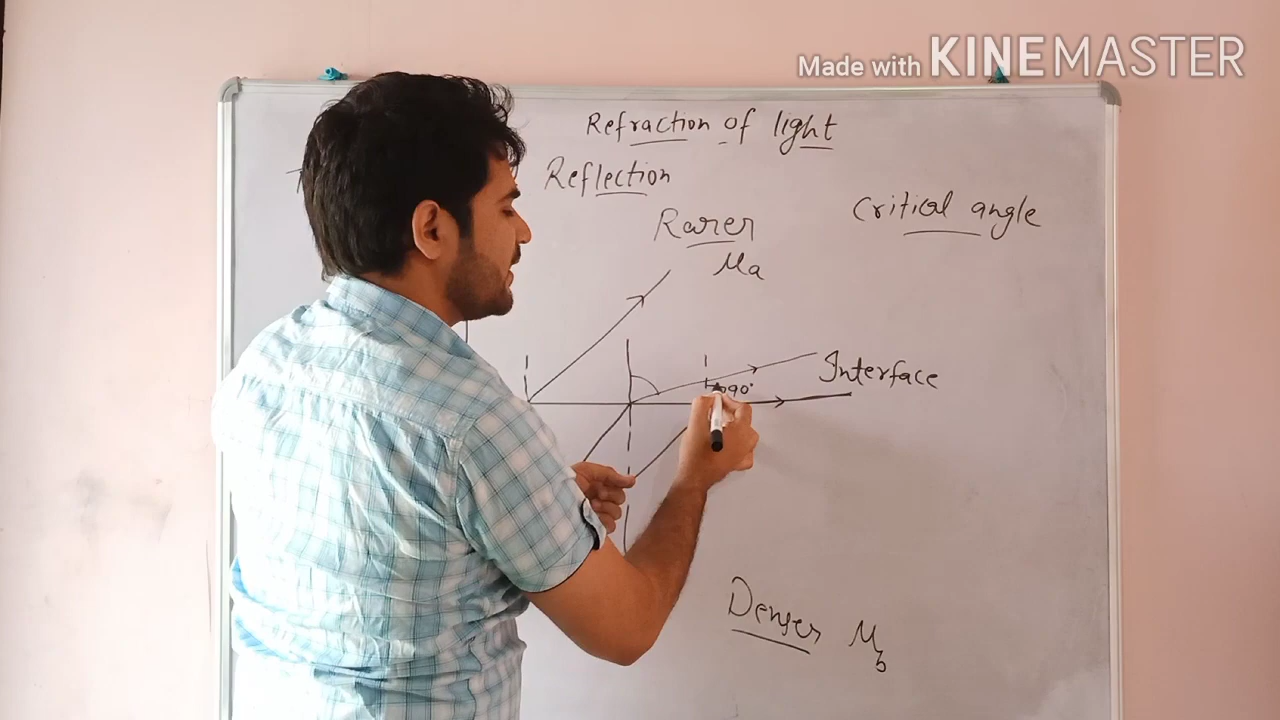 Made with KINEMASTER
Refraction of light
Reflection
Critical angle
Rarer
μa
Interface
90°
Denser μb